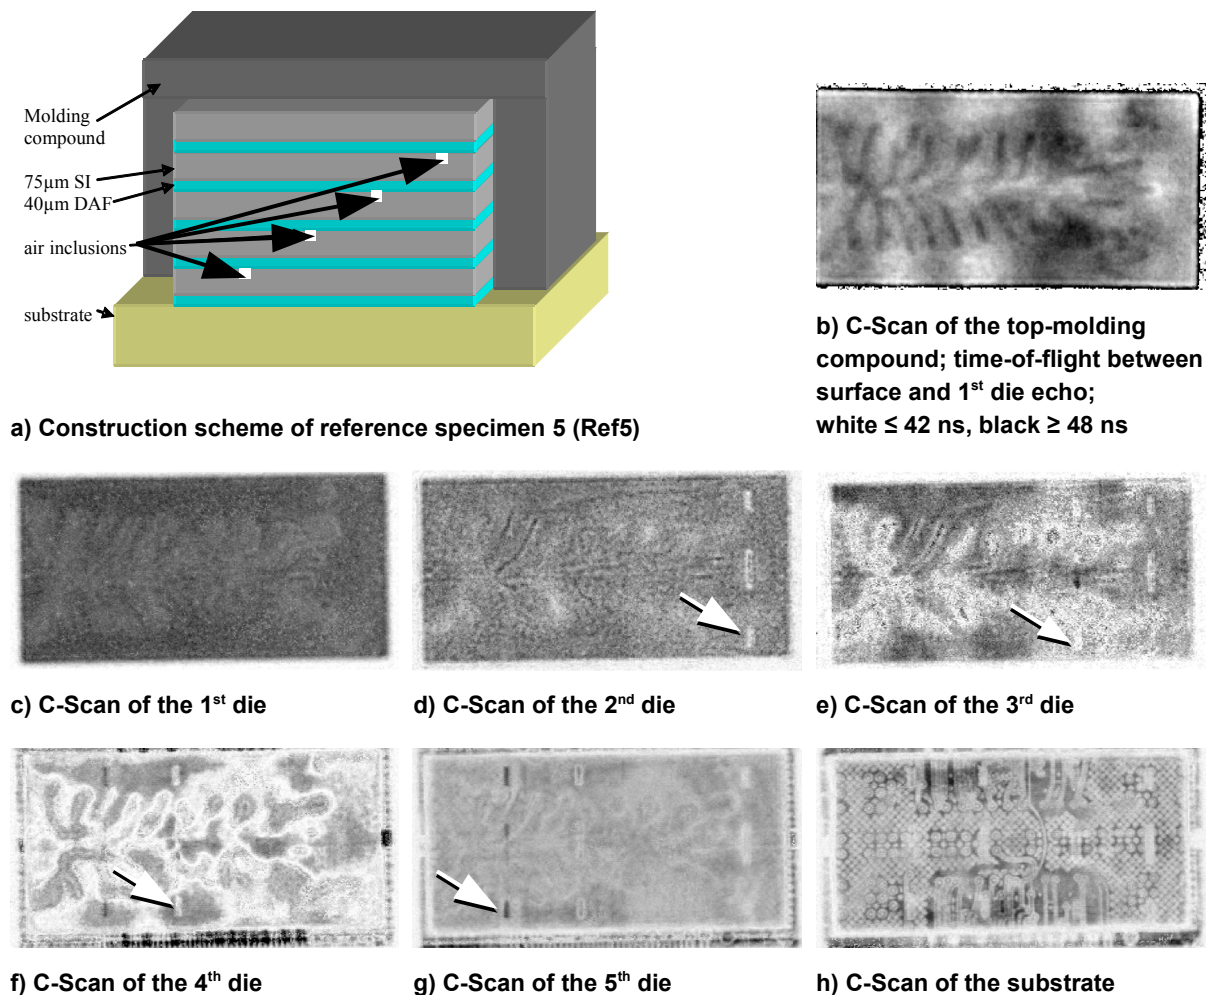 Molding
compound
75µm SI
40µm DAF
air inclusions
substrate
a) Construction scheme of reference specimen 5 (Ref5)
b) C-Scan of the top-molding
compound; time-of-flight between
surface and 1st die echo;
white ≤ 42 ns, black ≥ 48 ns
c) C-Scan of the 1st die
d) C-Scan of the 2nd die
e) C-Scan of the 3rd die
f) C-Scan of the 4th die
g) C-Scan of the 5th die
h) C-Scan of the substrate